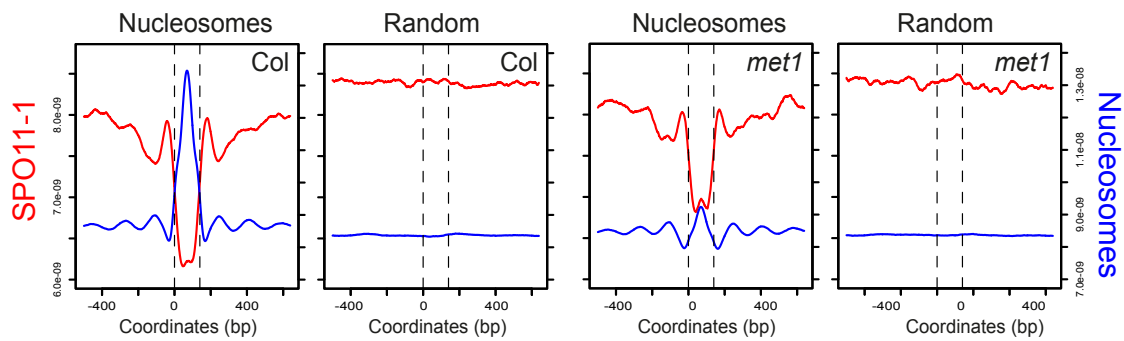 Nucleosomes
Random
Nucleosomes
Random
Col
Col
met1
met1
SPO11-1
8.0e-09
7.0e-09
6.0e-09
Nucleosomes
1.3e-08
1.1e-08
9.0e-09
7.0e-09
-400 0 400
-400 0 400
-400 0 400
-400 0 400
Coordinates (bp)
Coordinates (bp)
Coordinates (bp)
Coordinates (bp)